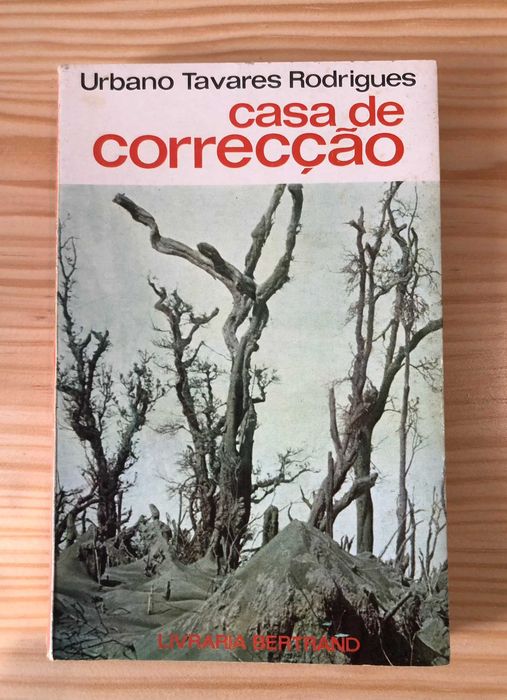 Urbano Tavares Rodrigues
casa de
correcção
LIVRARIA BERTRAND